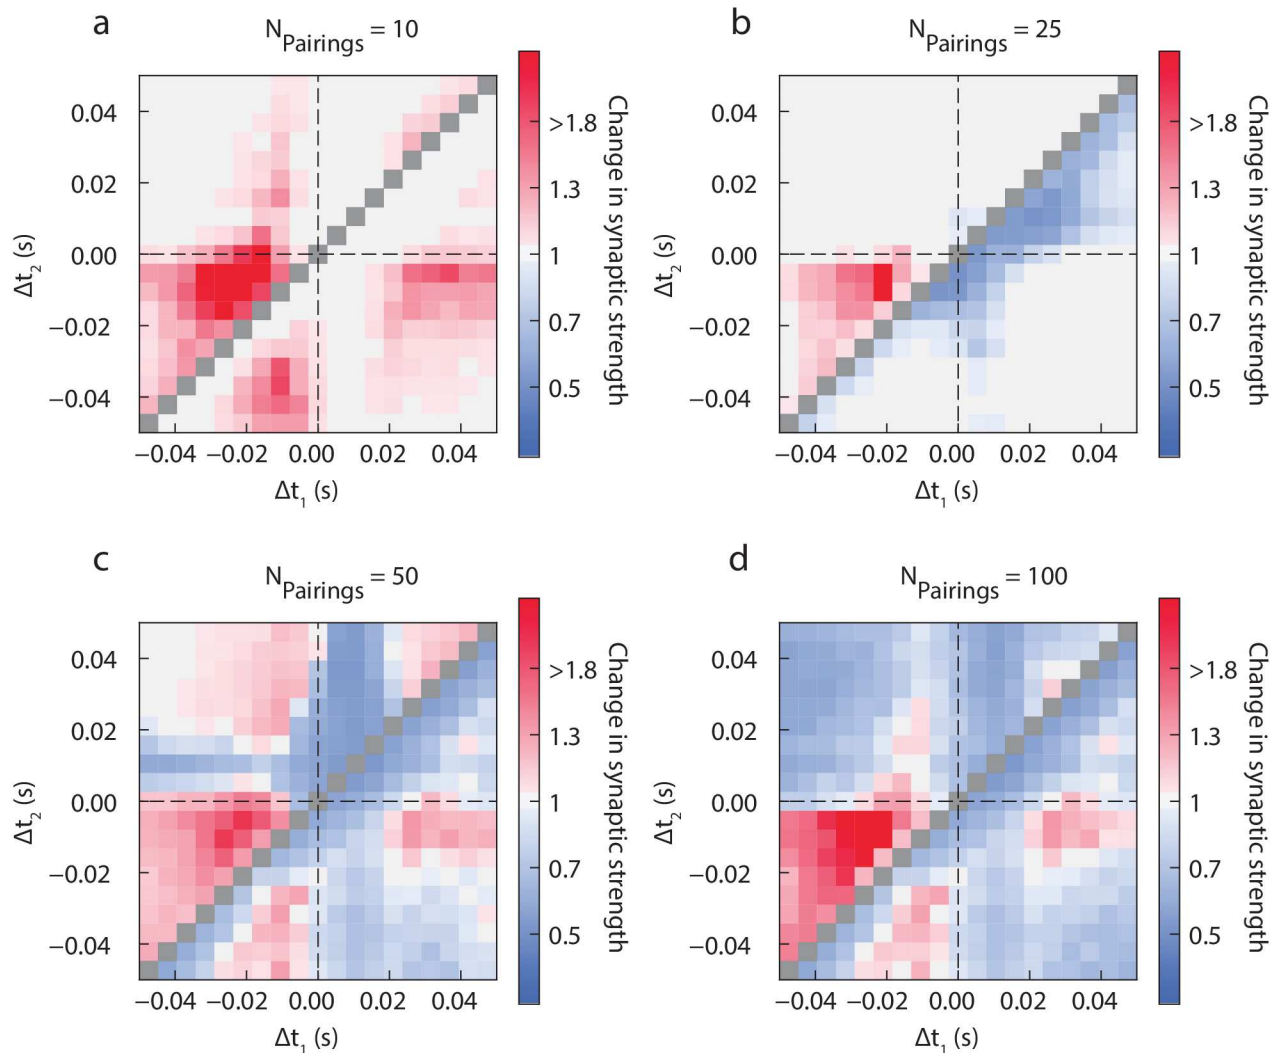 a
N_Pairings = 10
0.04
0.02
0.00
−0.02
−0.04
Δt₂ (s)
−0.04 −0.02 0.00 0.02 0.04
Δt₁ (s)
>1.8
1.3
1
0.7
0.5
Change in synaptic strength
b
N_Pairings = 25
0.04
0.02
0.00
−0.02
−0.04
Δt₂ (s)
−0.04 −0.02 0.00 0.02 0.04
Δt₁ (s)
>1.8
1.3
1
0.7
0.5
Change in synaptic strength
c
N_Pairings = 50
0.04
0.02
0.00
−0.02
−0.04
Δt₂ (s)
−0.04 −0.02 0.00 0.02 0.04
Δt₁ (s)
>1.8
1.3
1
0.7
0.5
Change in synaptic strength
d
N_Pairings = 100
0.04
0.02
0.00
−0.02
−0.04
Δt₂ (s)
−0.04 −0.02 0.00 0.02 0.04
Δt₁ (s)
>1.8
1.3
1
0.7
0.5
Change in synaptic strength